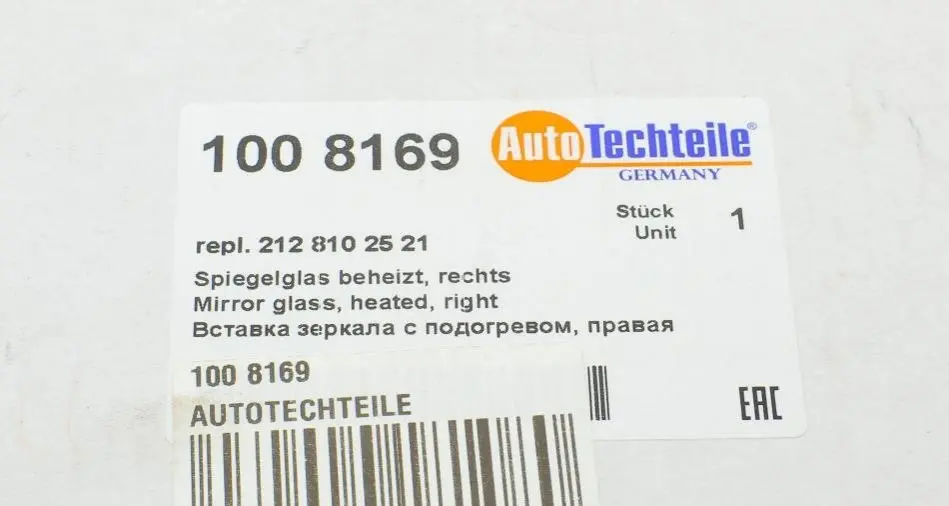 100 8169
AutoTechteile®
GERMANY
Stück 1
Unit
repl. 212 810 25 21
Spiegelglas beheizt, rechts
Mirror glass, heated, right
Вставка зеркала с подогревом, правая
100 8169
AUTOTECHTEILE
EAC